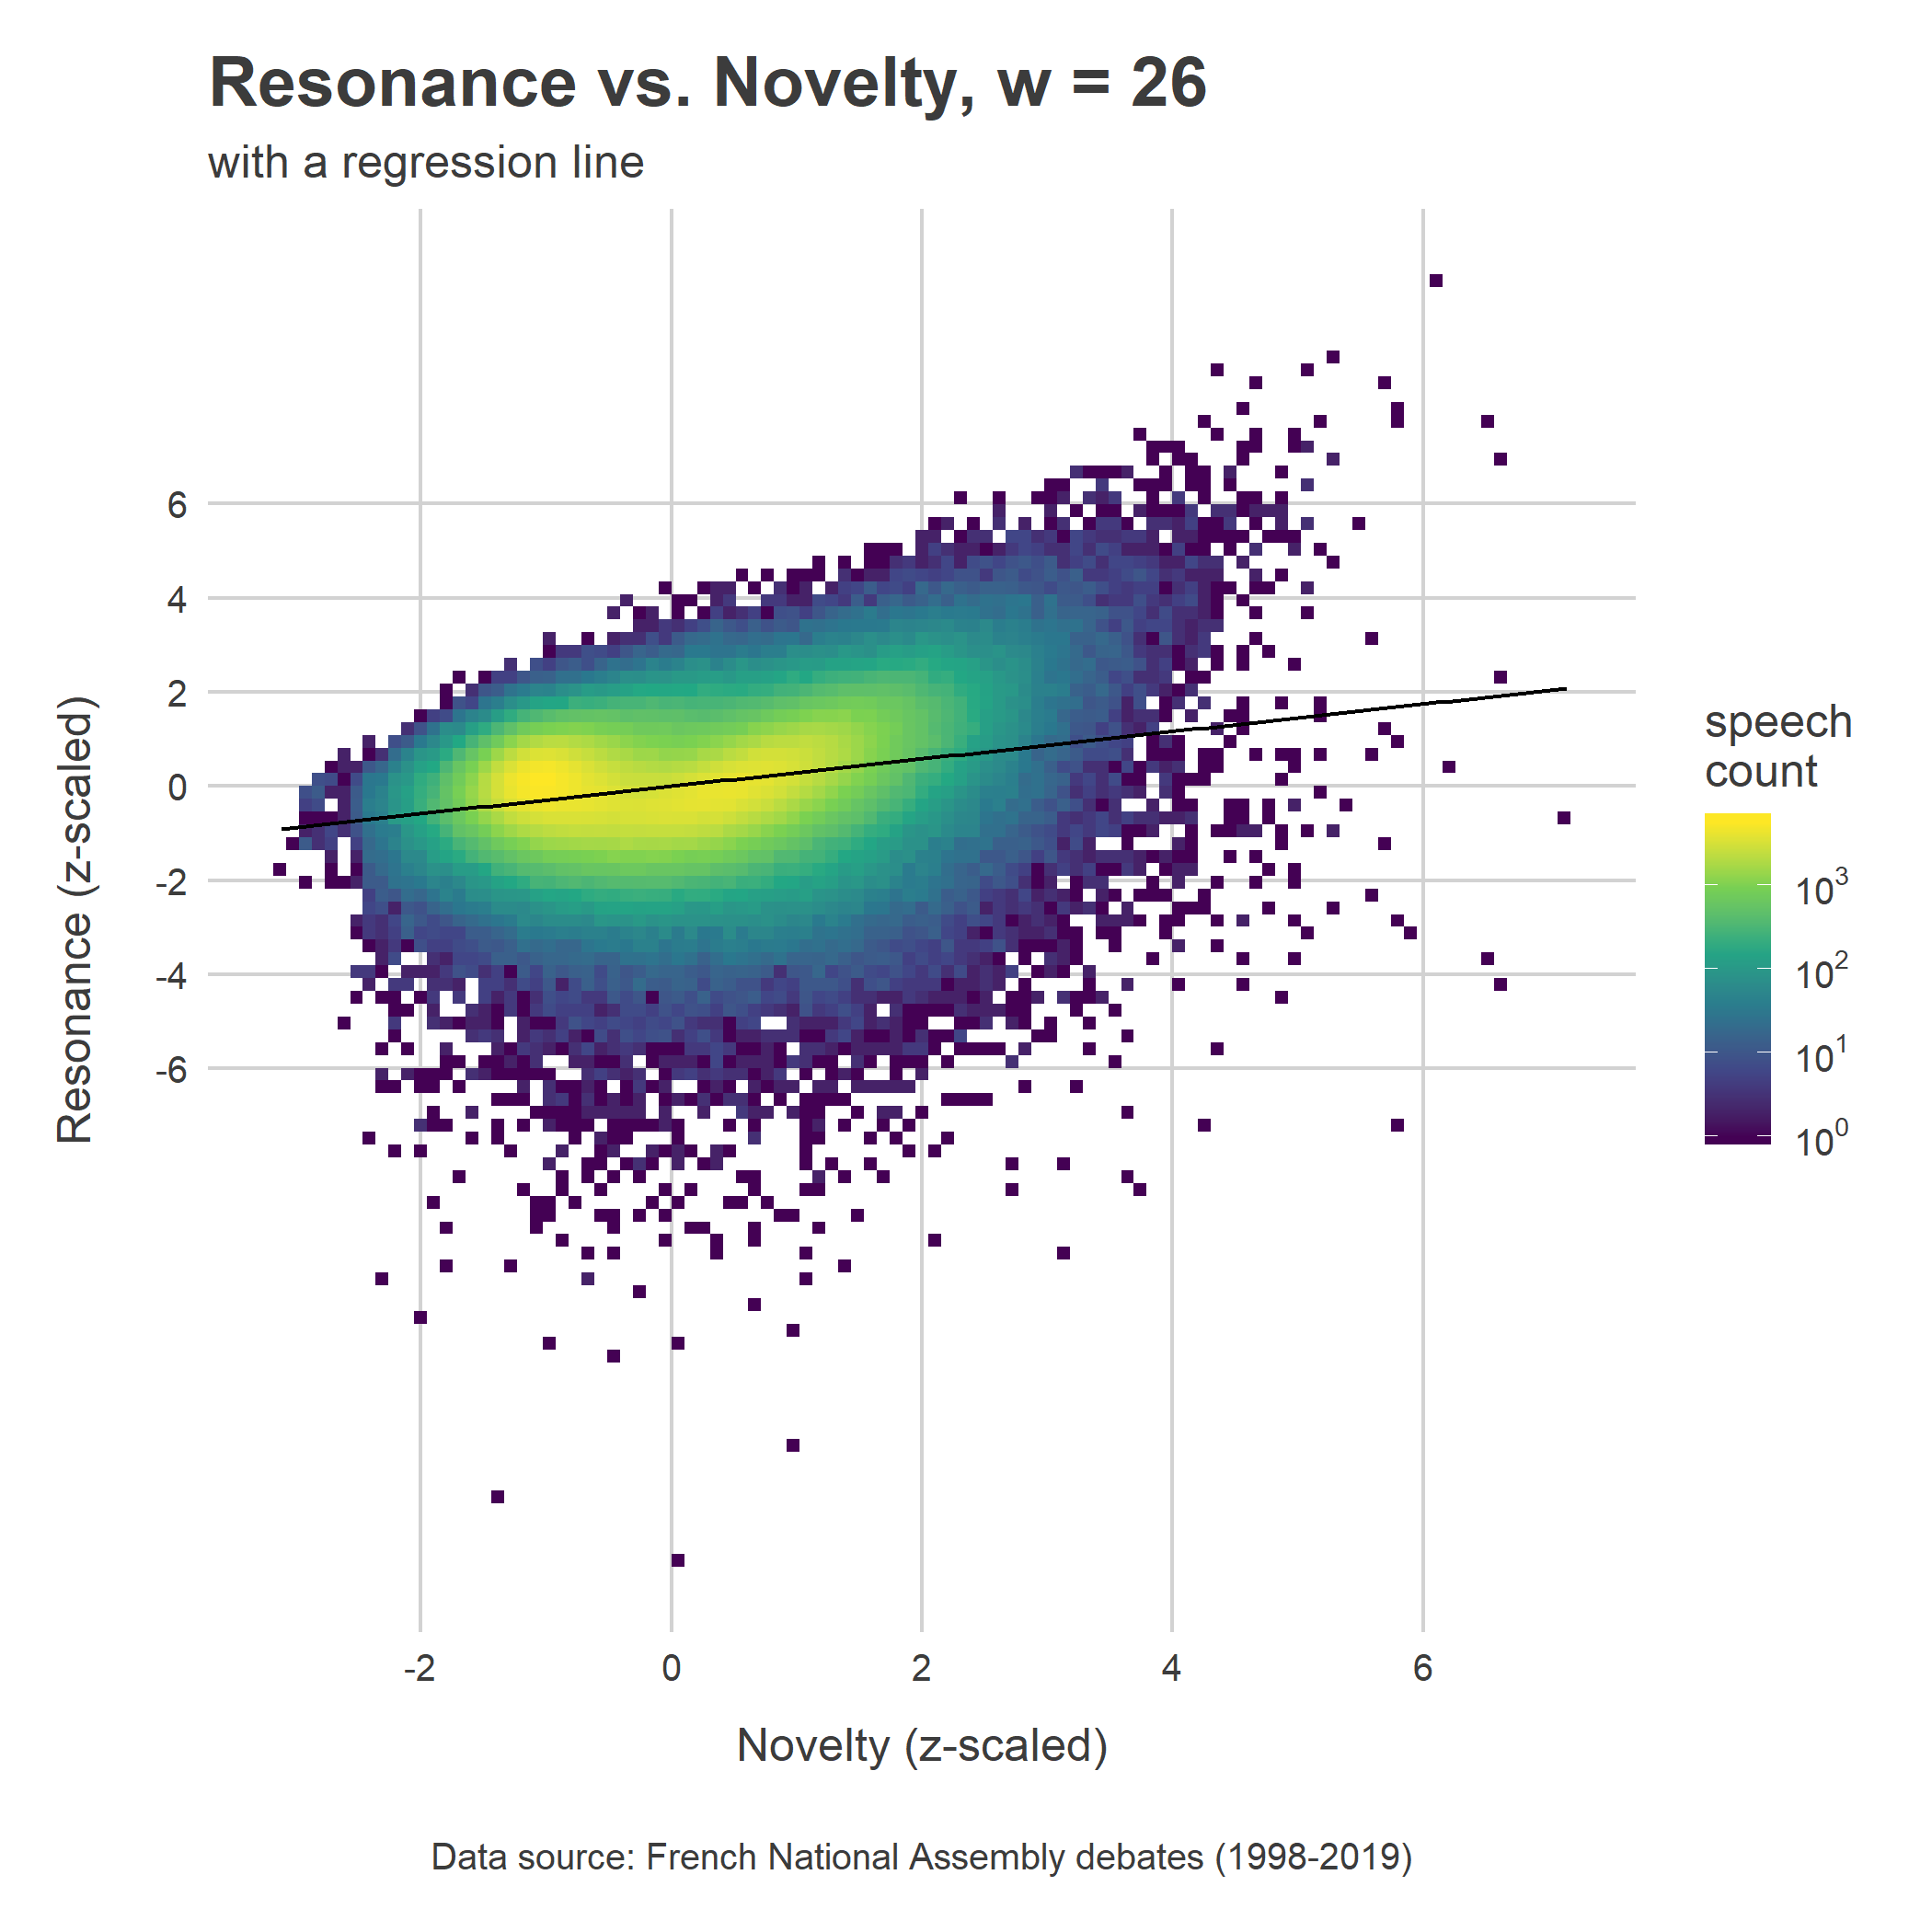 Resonance vs. Novelty, w = 26
with a regression line
Resonance (z-scaled)
6
4
2
0
-2
-4
-6
-2
0
2
4
6
Novelty (z-scaled)
speech
count
10³
10²
10¹
10⁰
Data source: French National Assembly debates (1998-2019)